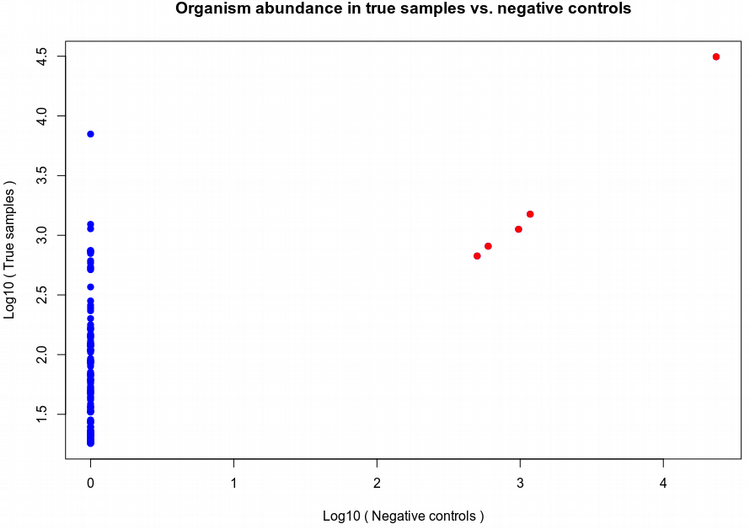 Organism abundance in true samples vs. negative controls
4.5
4.0
3.5
3.0
2.5
2.0
1.5
Log10 ( True samples )
0 1 2 3 4
Log10 ( Negative controls )